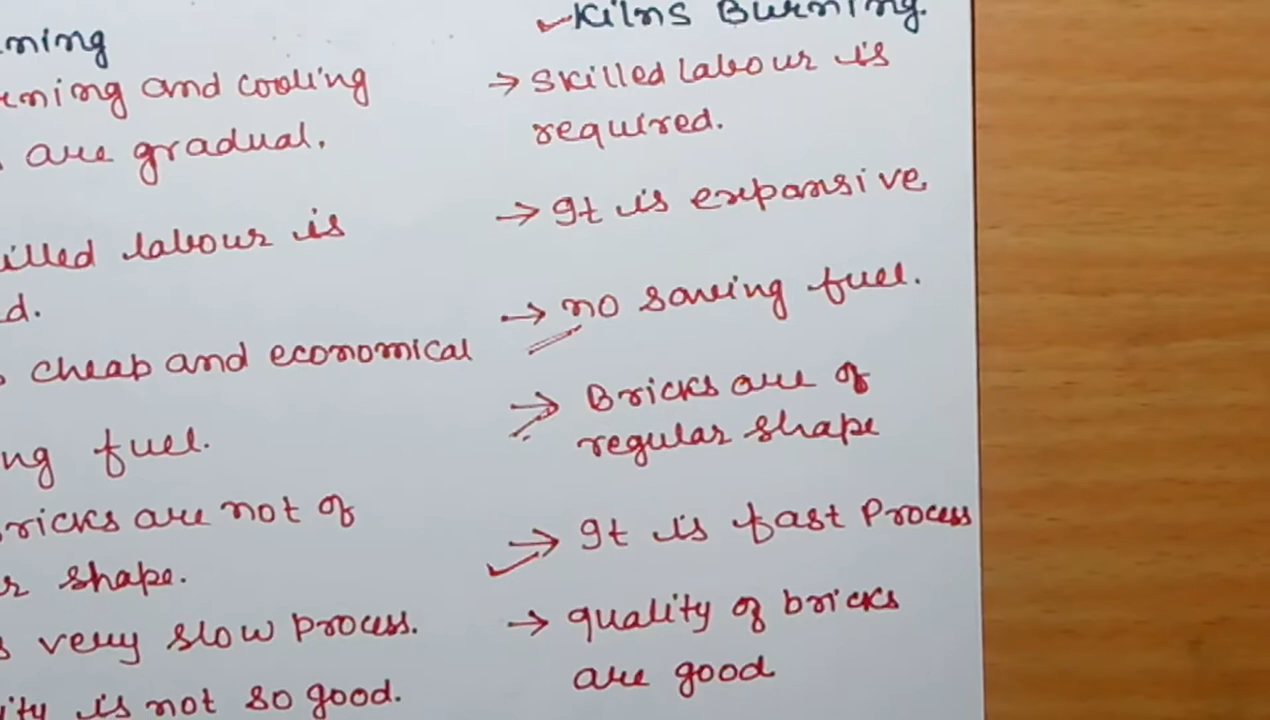 ning
rning and cooling
are gradual.
illed labour is
d.
cheap and economical
ng fuel.
ricks are not of
r shape.
s very slow process.
ity is not so good.
Kilns Burning.
→ Skilled labour is
required.
→ It is expansive
→ no saving fuel.
→ Bricks are of
regular shape
→ It is fast Process
→ quality of bricks
are good